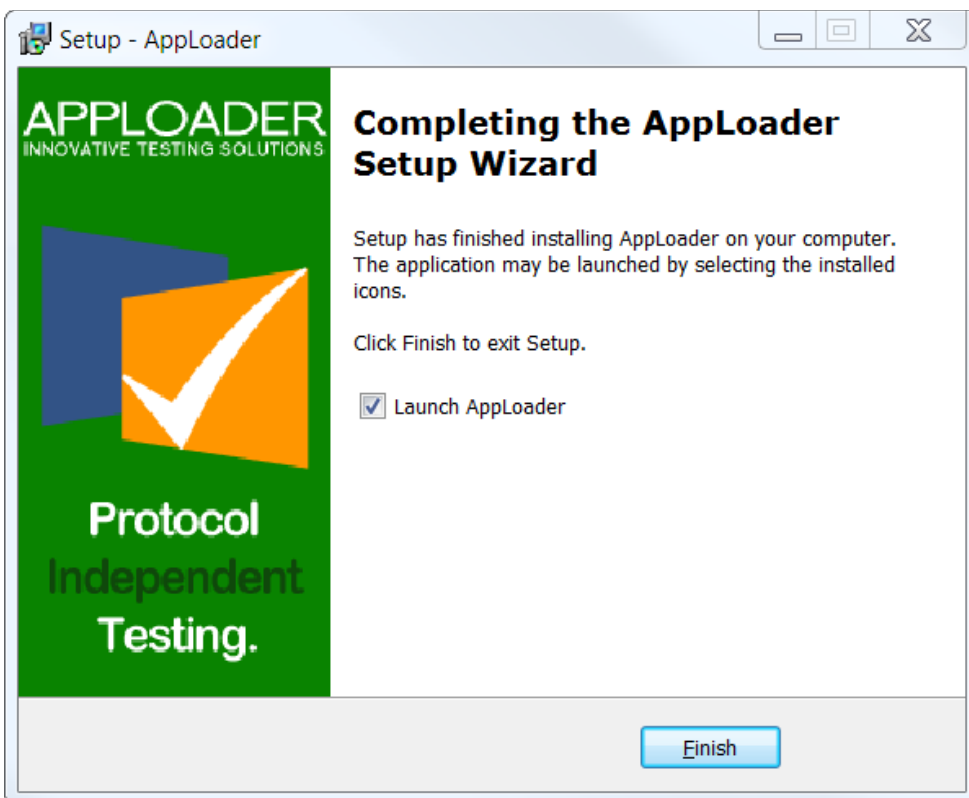 Setup - AppLoader
APPLOADER
INNOVATIVE TESTING SOLUTIONS
Protocol
Independent
Testing.
Completing the AppLoader
Setup Wizard
Setup has finished installing AppLoader on your computer.
The application may be launched by selecting the installed
icons.
Click Finish to exit Setup.
Launch AppLoader
Finish